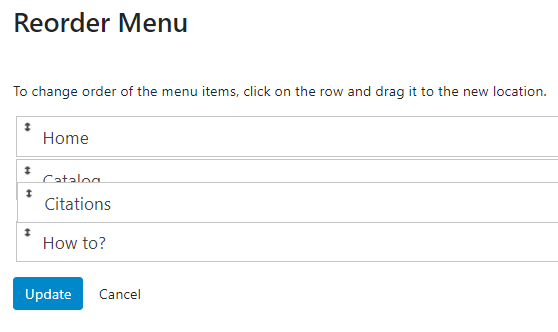 Reorder Menu
To change order of the menu items, click on the row and drag it to the new location.
Home
Catalog
Citations
How to?
Update Cancel